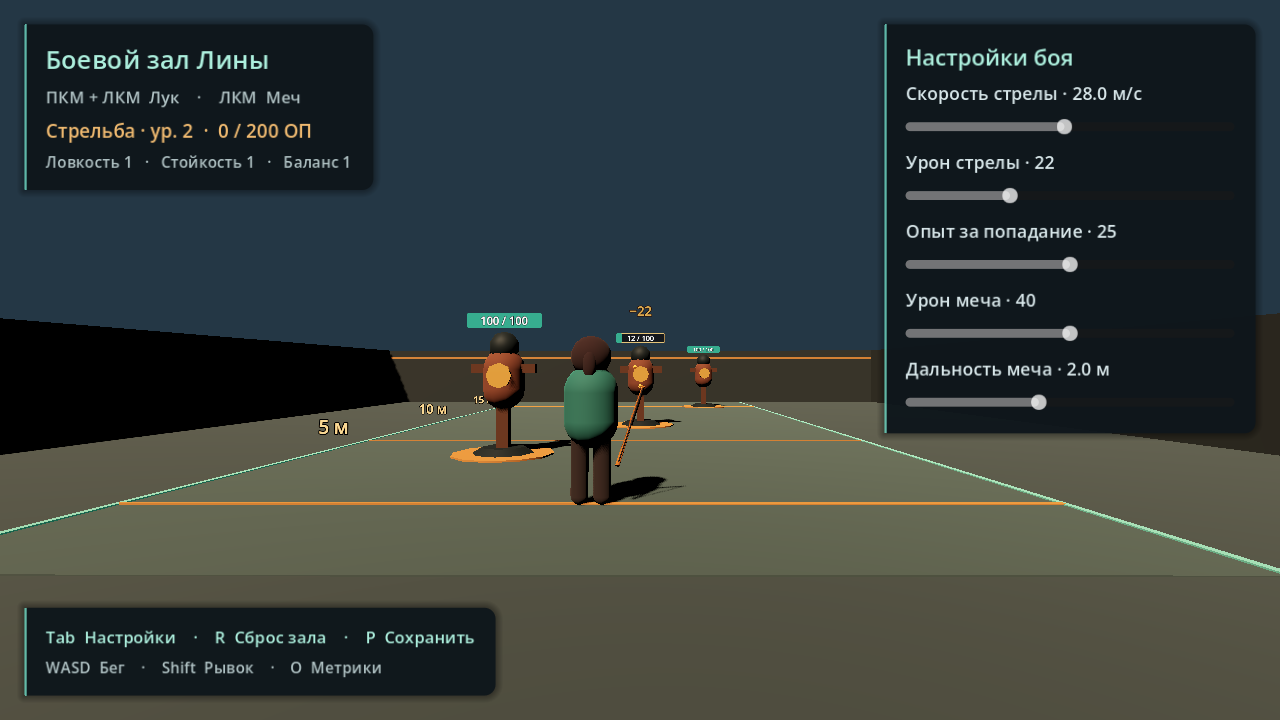 Боевой зал Лины
ПКМ + ЛКМ Лук · ЛКМ Меч
Стрельба · ур. 2 · 0 / 200 ОП
Ловкость 1 · Стойкость 1 · Баланс 1
Настройки боя
Скорость стрелы · 28.0 м/с
Урон стрелы · 22
Опыт за попадание · 25
Урон меча · 40
Дальность меча · 2.0 м
−22
100 / 100
12 / 100
15
10 м
5 м
Tab Настройки · R Сброс зала · P Сохранить
WASD Бег · Shift Рывок · O Метрики